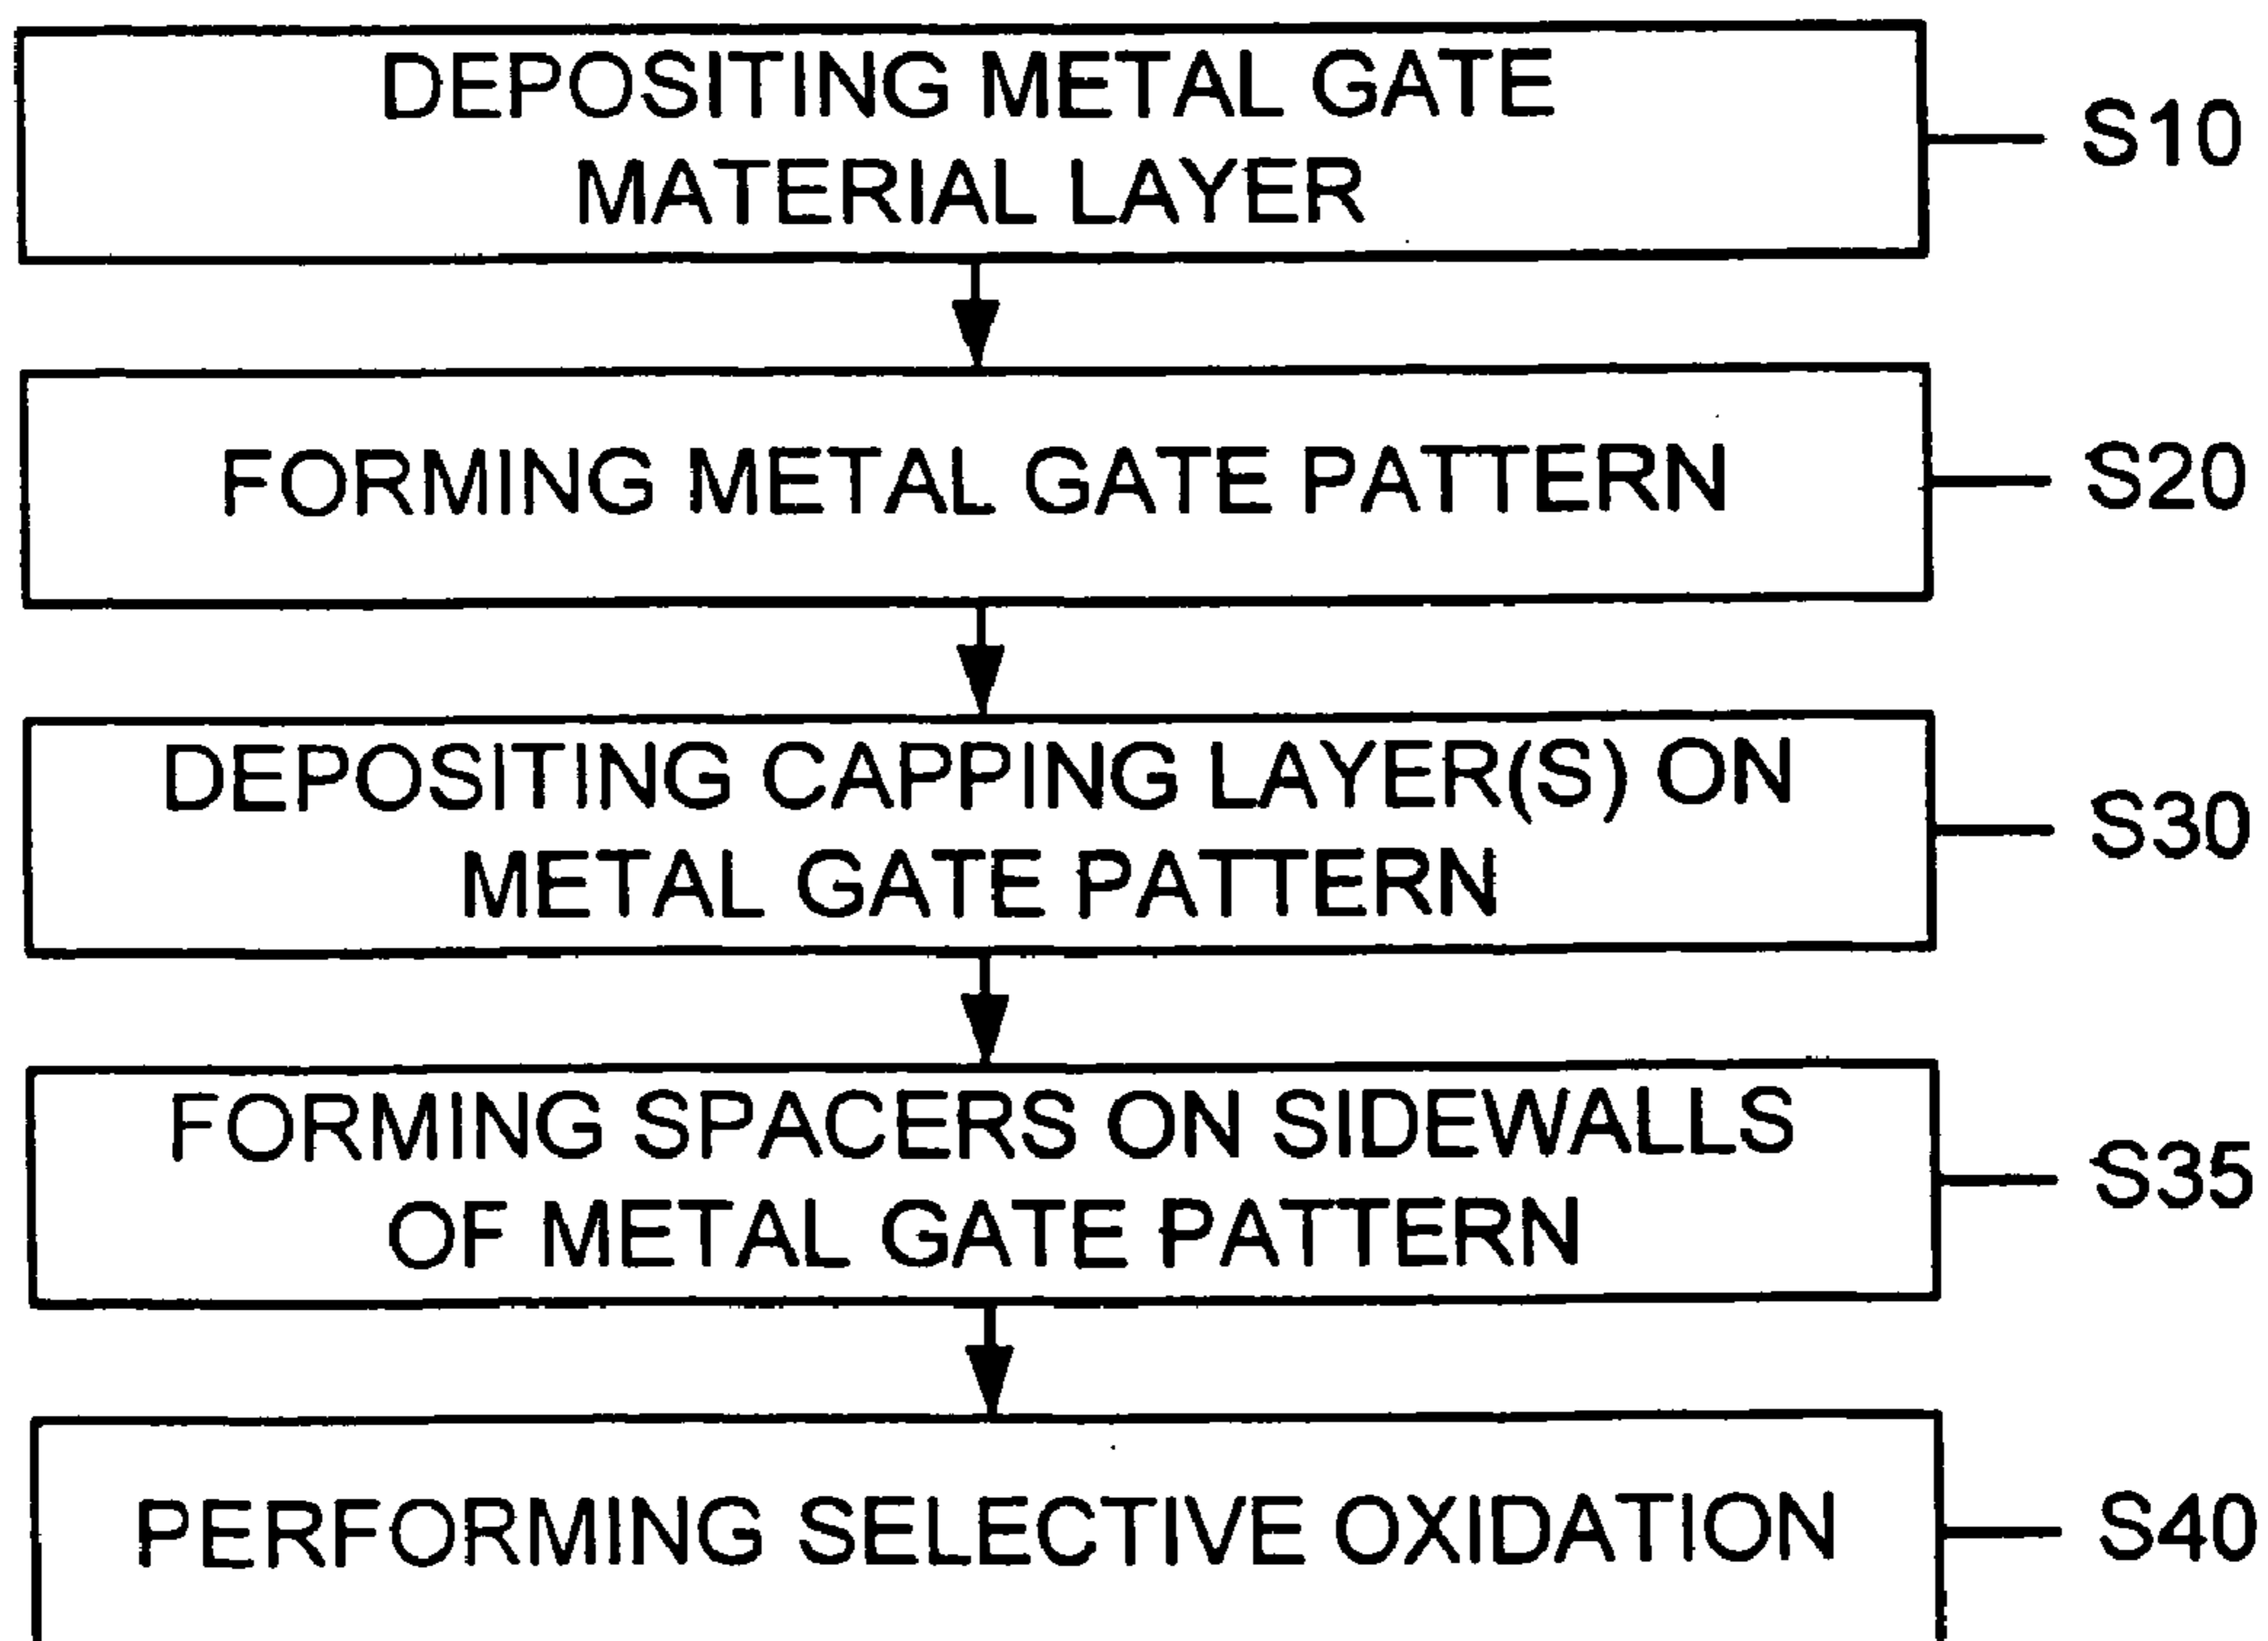 DEPOSITING METAL GATE
MATERIAL LAYER
S10
FORMING METAL GATE PATTERN
S20
DEPOSITING CAPPING LAYER(S) ON
METAL GATE PATTERN
S30
FORMING SPACERS ON SIDEWALLS
OF METAL GATE PATTERN
S35
PERFORMING SELECTIVE OXIDATION
S40